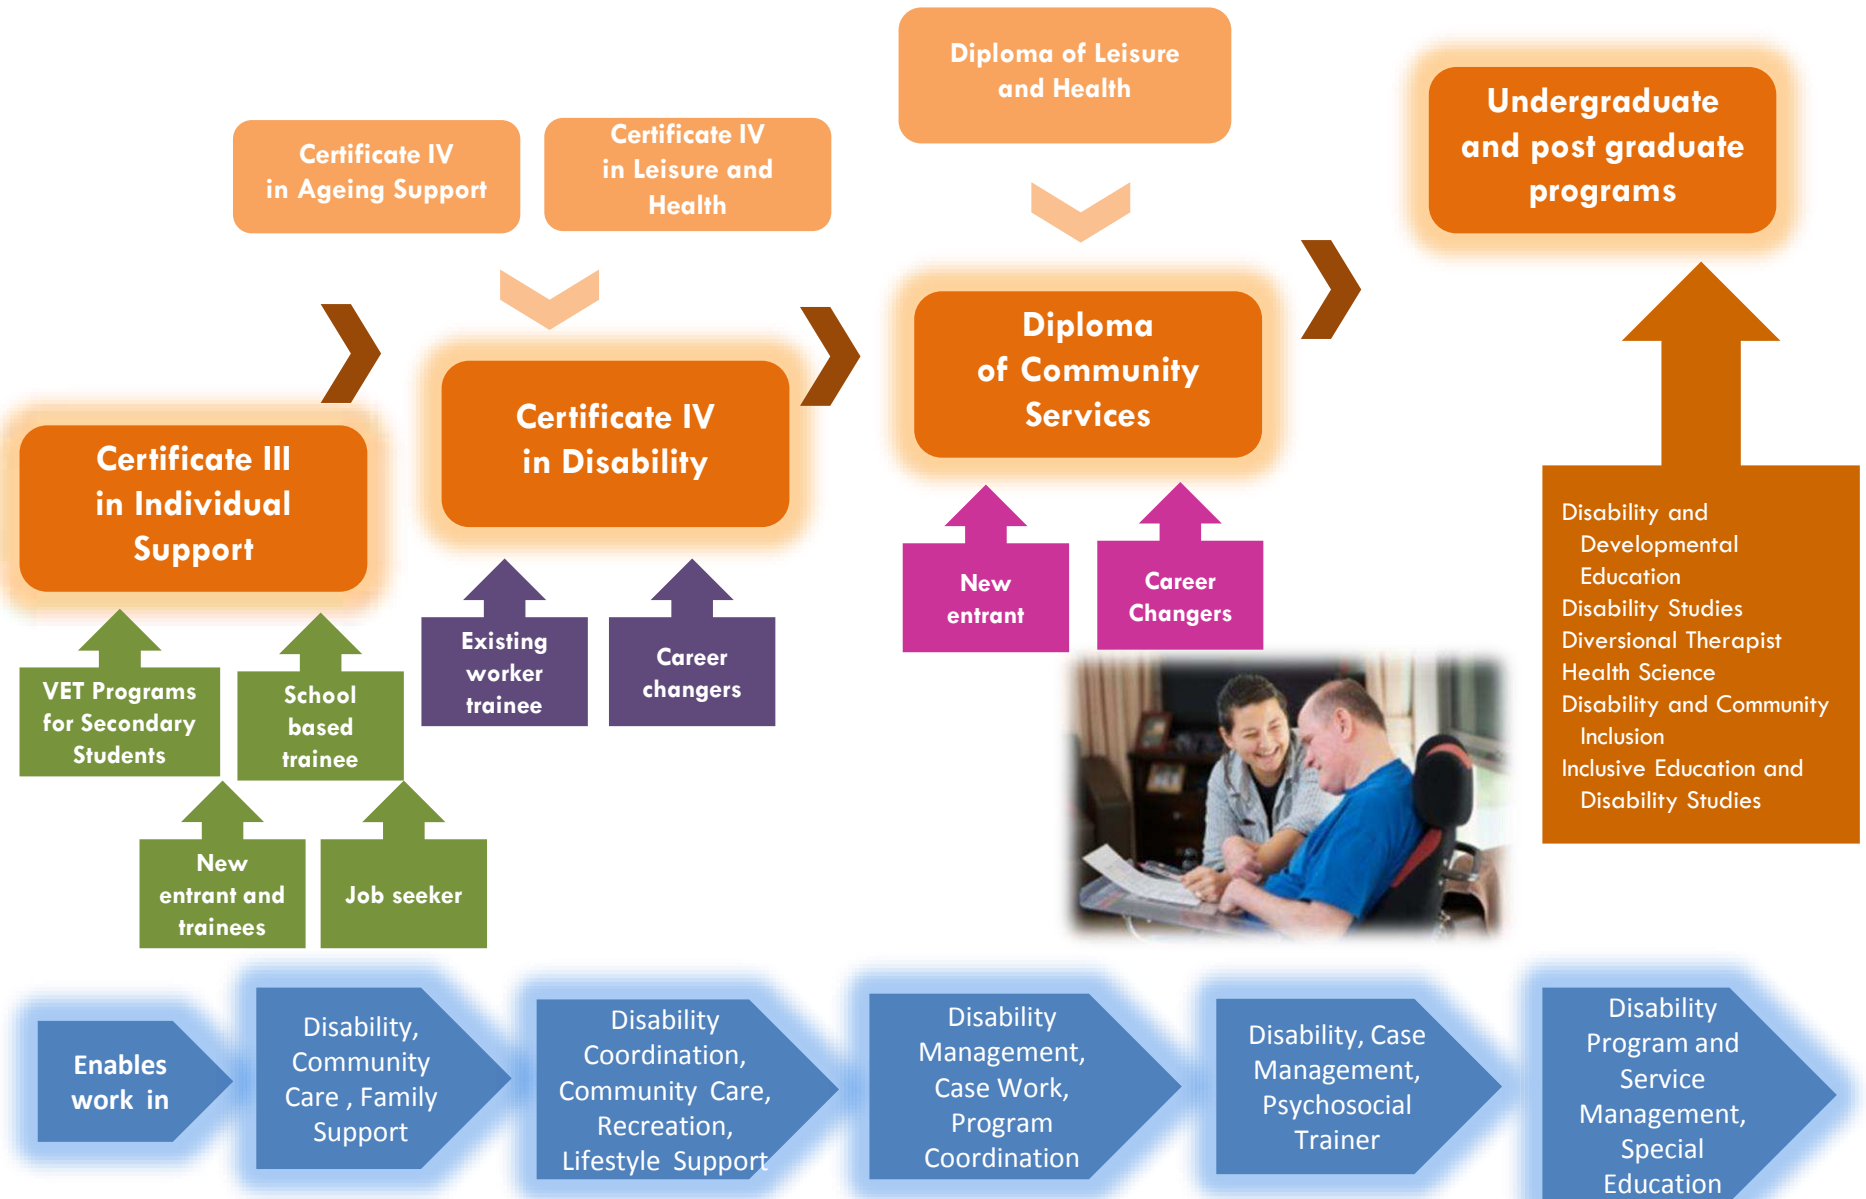 Diploma of Leisure
and Health
Undergraduate
and post graduate
programs
Certificate IV
in Ageing Support
Certificate IV
in Leisure and
Health
Diploma
of Community
Services
Certificate IV
in Disability
Certificate III
in Individual
Support
VET Programs
for Secondary
Students
School
based
trainee
New
entrant and
trainees
Job seeker
Existing
worker
trainee
Career
changers
New
entrant
Career
Changers
Disability and
Developmental
Education
Disability Studies
Diversional Therapist
Health Science
Disability and Community
Inclusion
Inclusive Education and
Disability Studies
Enables
work in
Disability,
Community
Care , Family
Support
Disability
Coordination,
Community Care,
Recreation,
Lifestyle Support
Disability
Management,
Case Work,
Program
Coordination
Disability, Case
Management,
Psychosocial
Trainer
Disability
Program and
Service
Management,
Special
Education